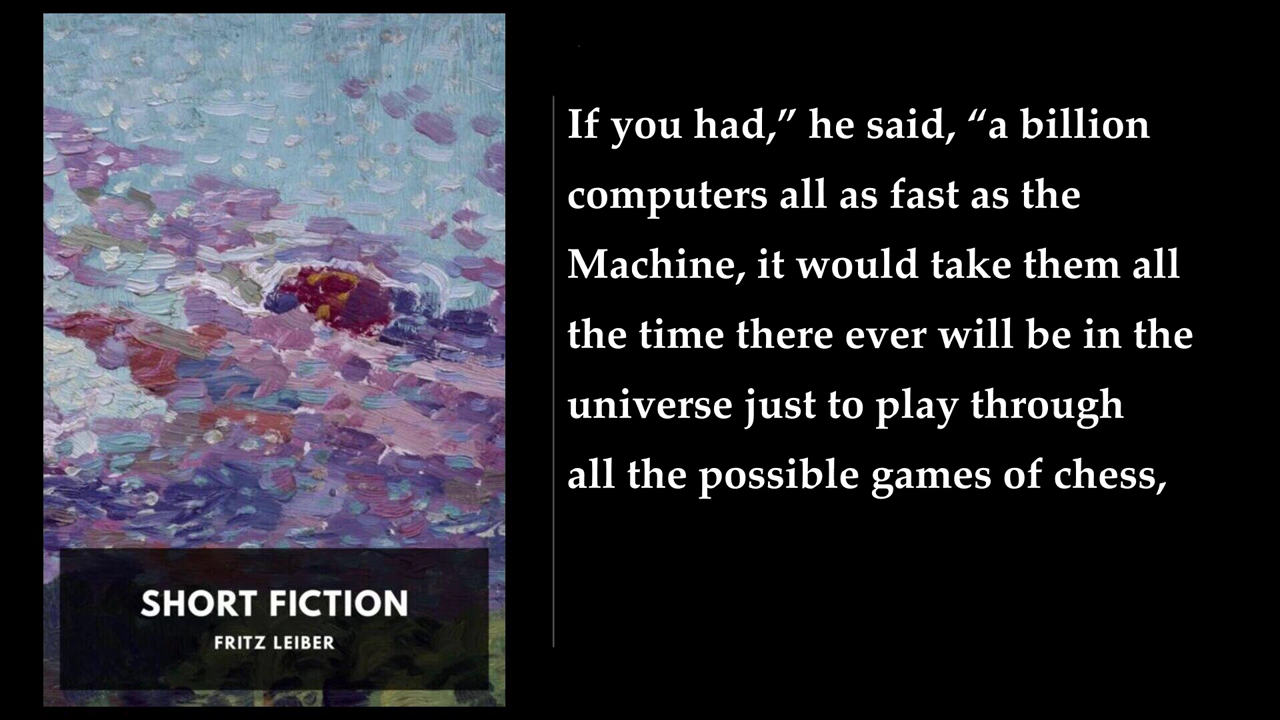 If you had,” he said, “a billion
computers all as fast as the
Machine, it would take them all
the time there ever will be in the
universe just to play through
all the possible games of chess,
SHORT FICTION
FRITZ LEIBER